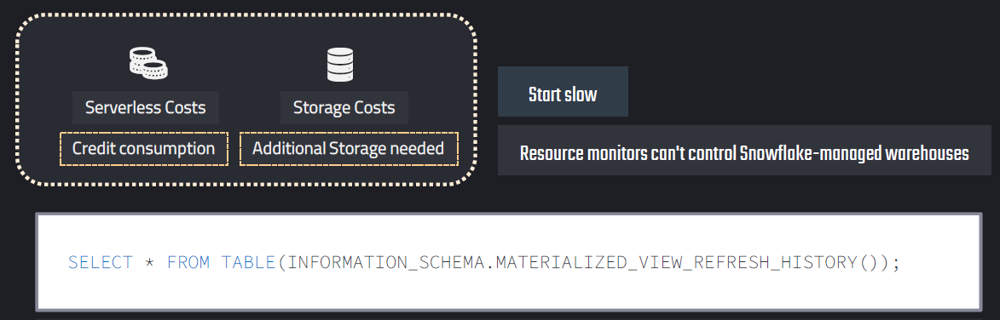 Serverless Costs
Storage Costs
Credit consumption
Additional Storage needed
Start slow
Resource monitors can't control Snowflake-managed warehouses
SELECT * FROM TABLE(INFORMATION_SCHEMA.MATERIALIZED_VIEW_REFRESH_HISTORY());